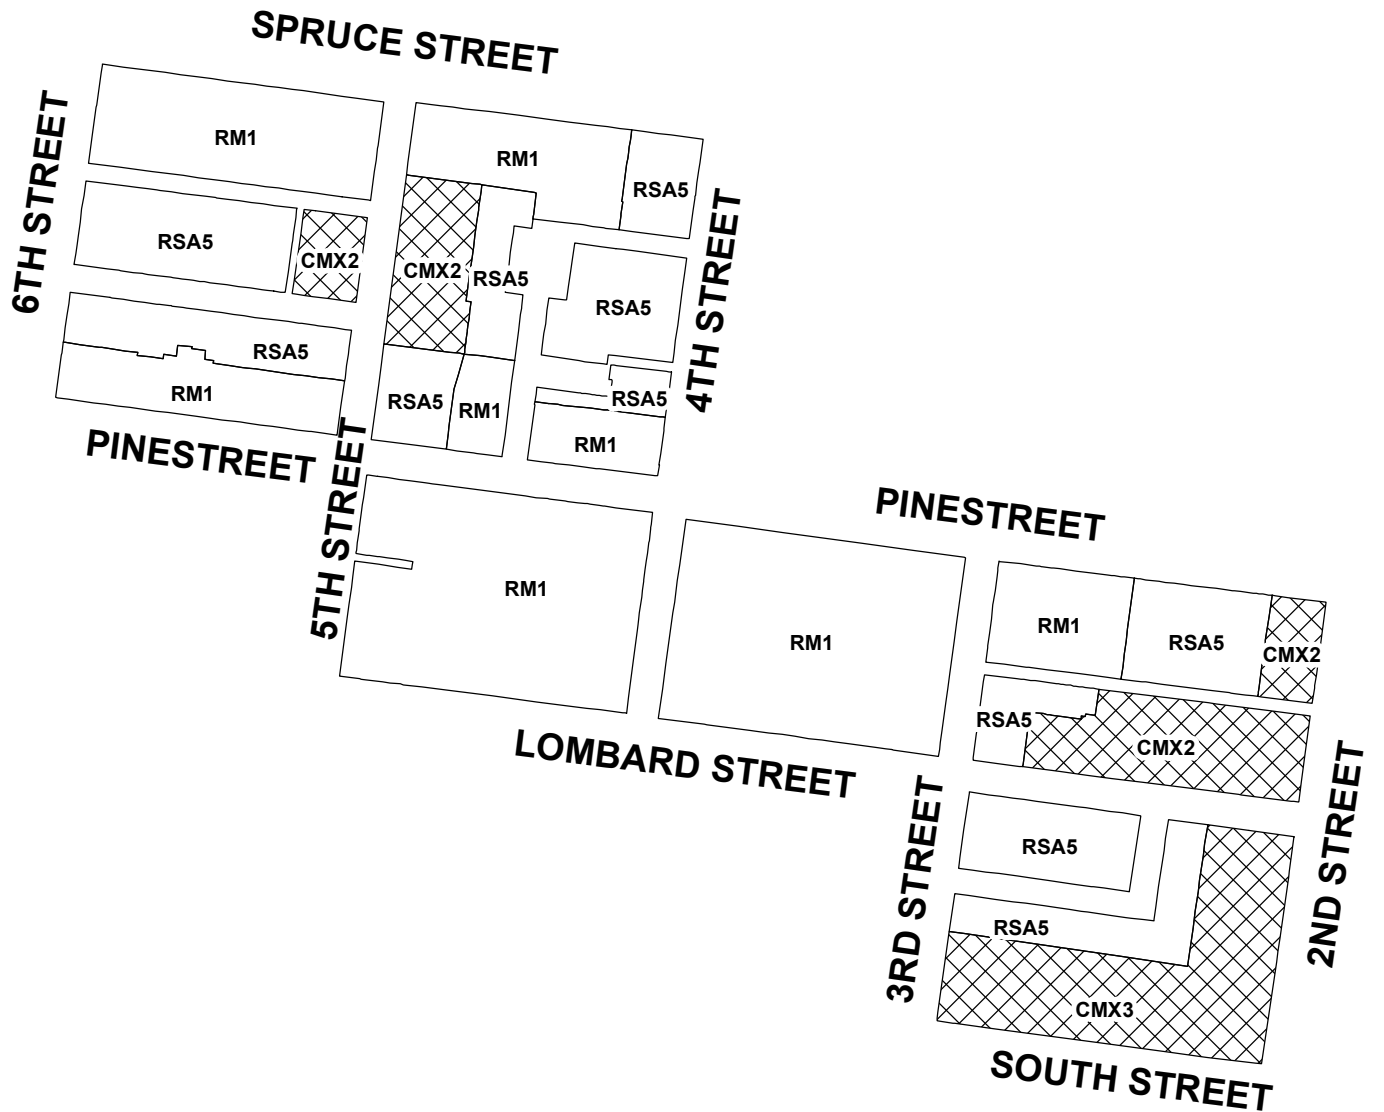 SPRUCE STREET
6TH STREET
RM1
RM1
RSA5
RSA5
CMX2
CMX2
RSA5
RSA5
4TH STREET
RSA5
RM1
RSA5
RM1
RSA5
RM1
PINESTREET
5TH STREET
RM1
RM1
PINESTREET
RM1
RSA5
CMX2
RSA5
CMX2
LOMBARD STREET
3RD STREET
RSA5
2ND STREET
RSA5
CMX3
SOUTH STREET